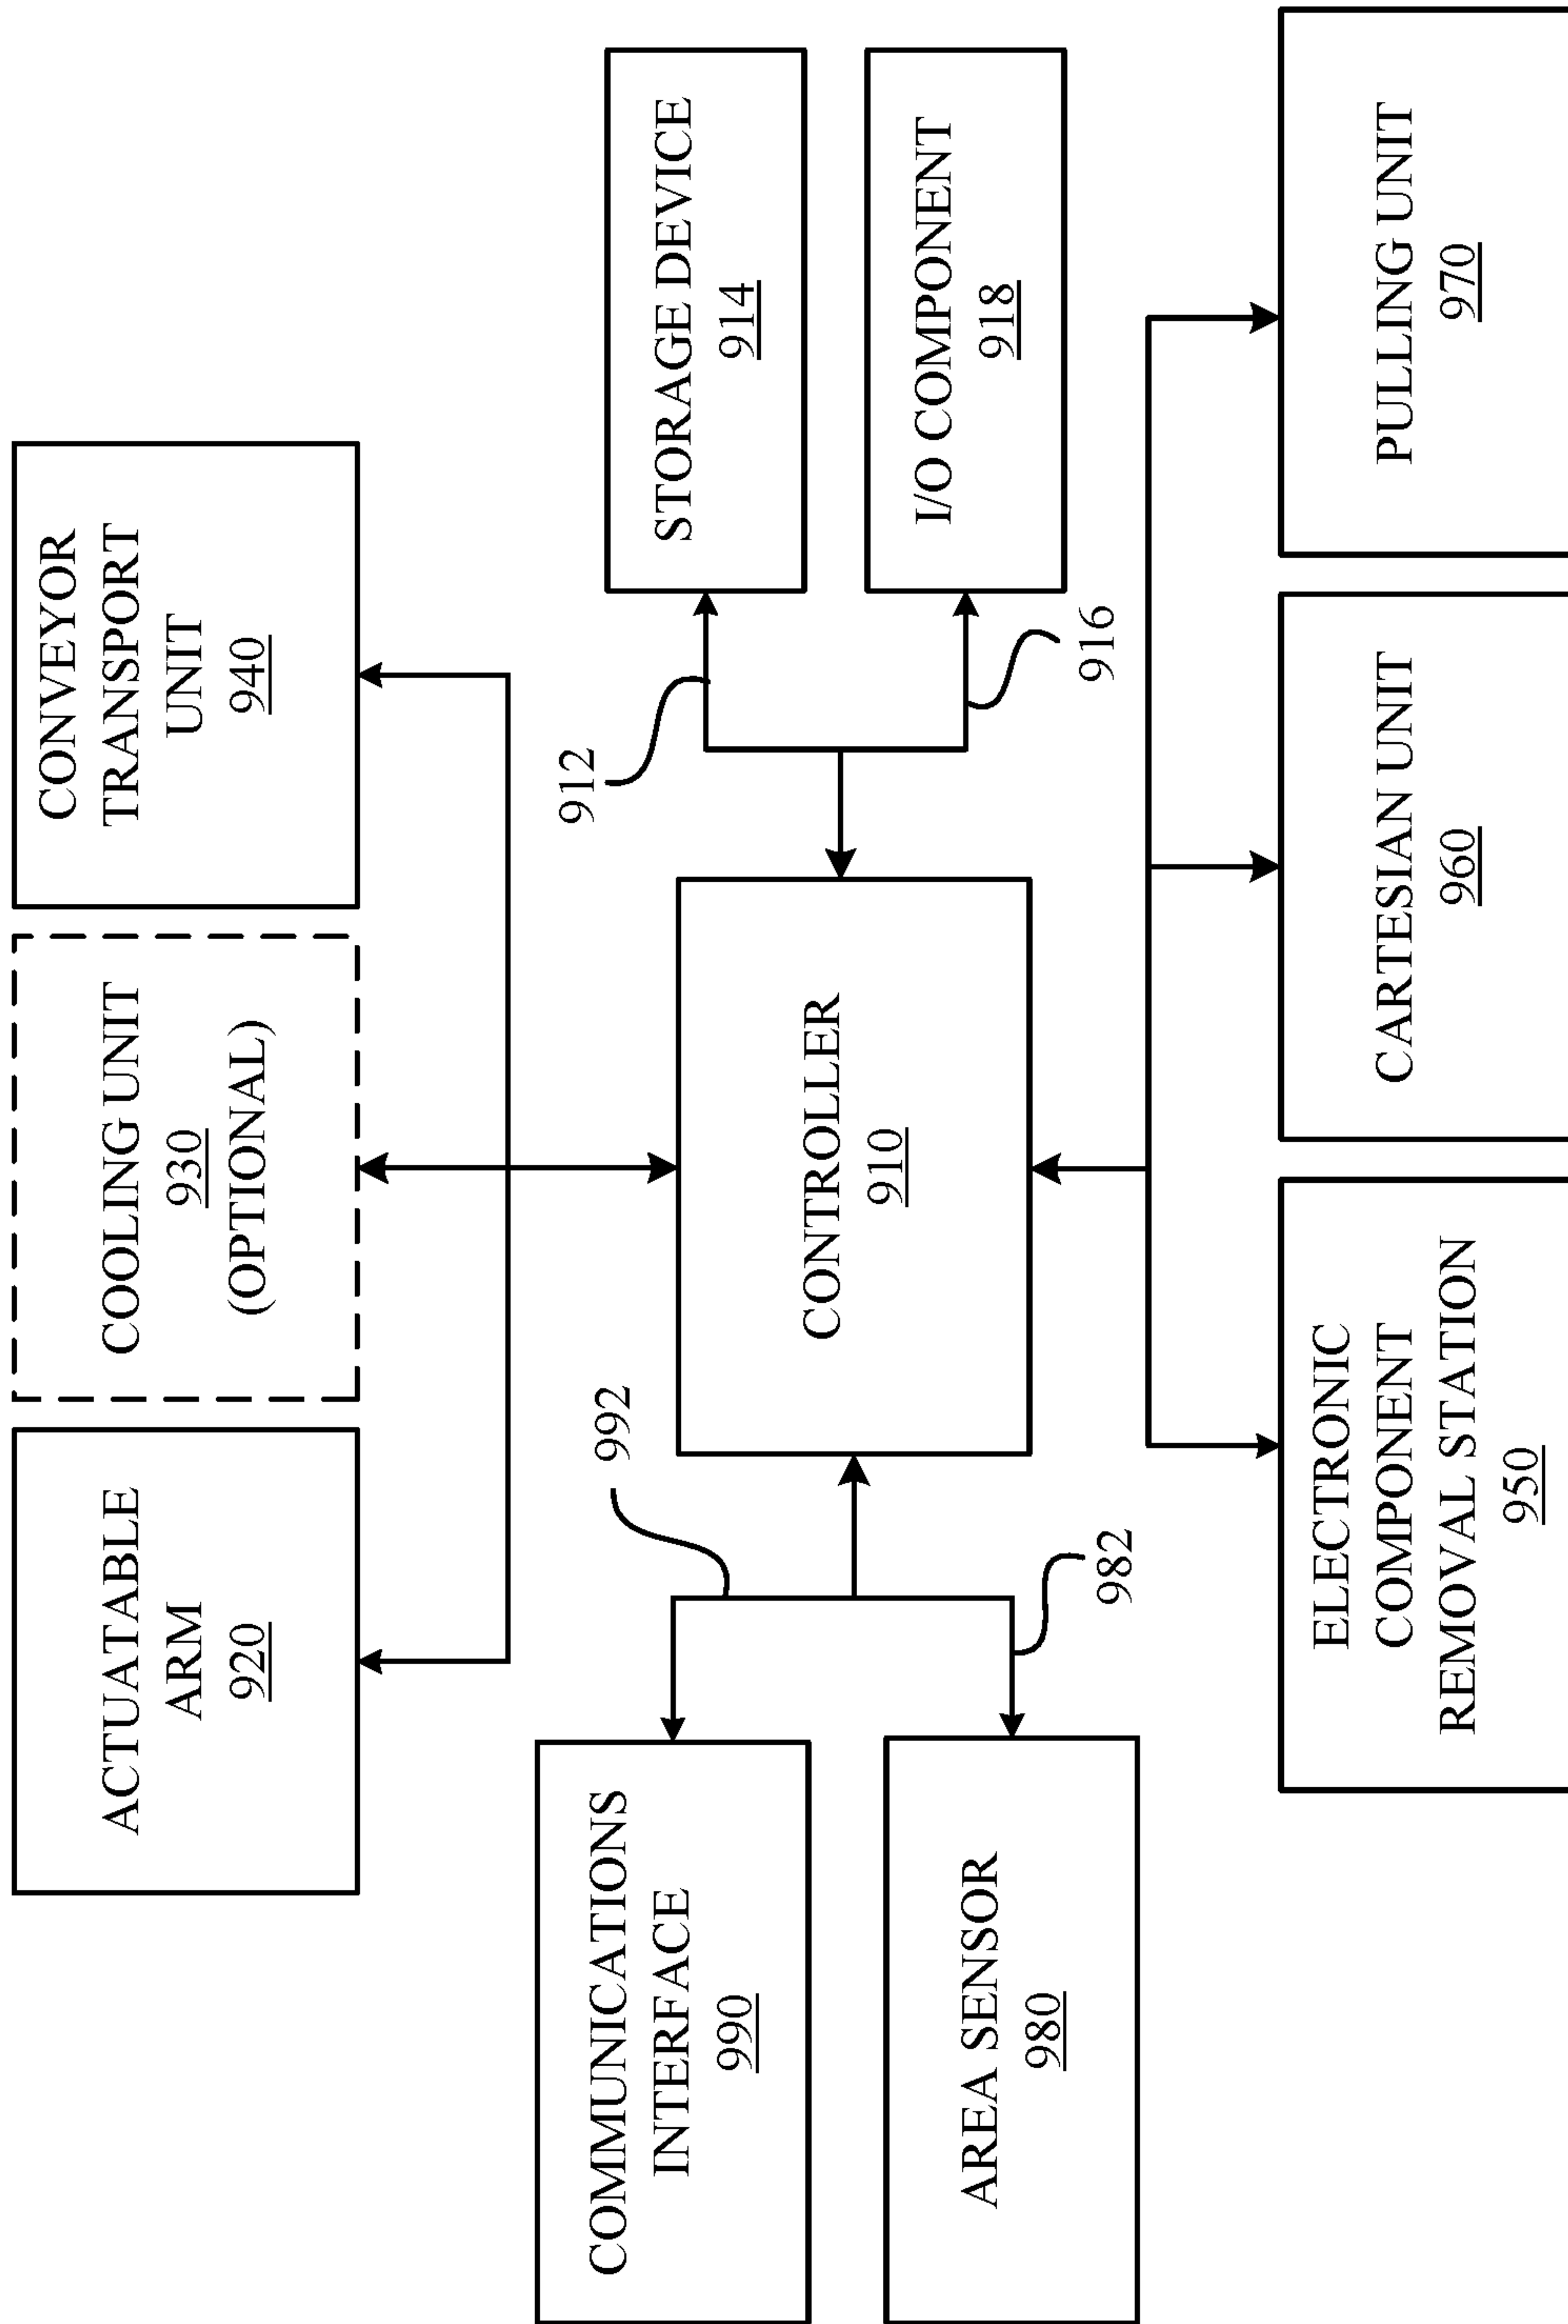 ACTUATABLE
ARM
920
COOLING UNIT
930
(OPTIONAL)
CONVEYOR
TRANSPORT
UNIT
940
COMMUNICATIONS
INTERFACE
990
992
CONTROLLER
910
912
STORAGE DEVICE
914
AREA SENSOR
980
982
916
I/O COMPONENT
918
ELECTRONIC
COMPONENT
REMOVAL STATION
950
CARTESIAN UNIT
960
PULLING UNIT
970